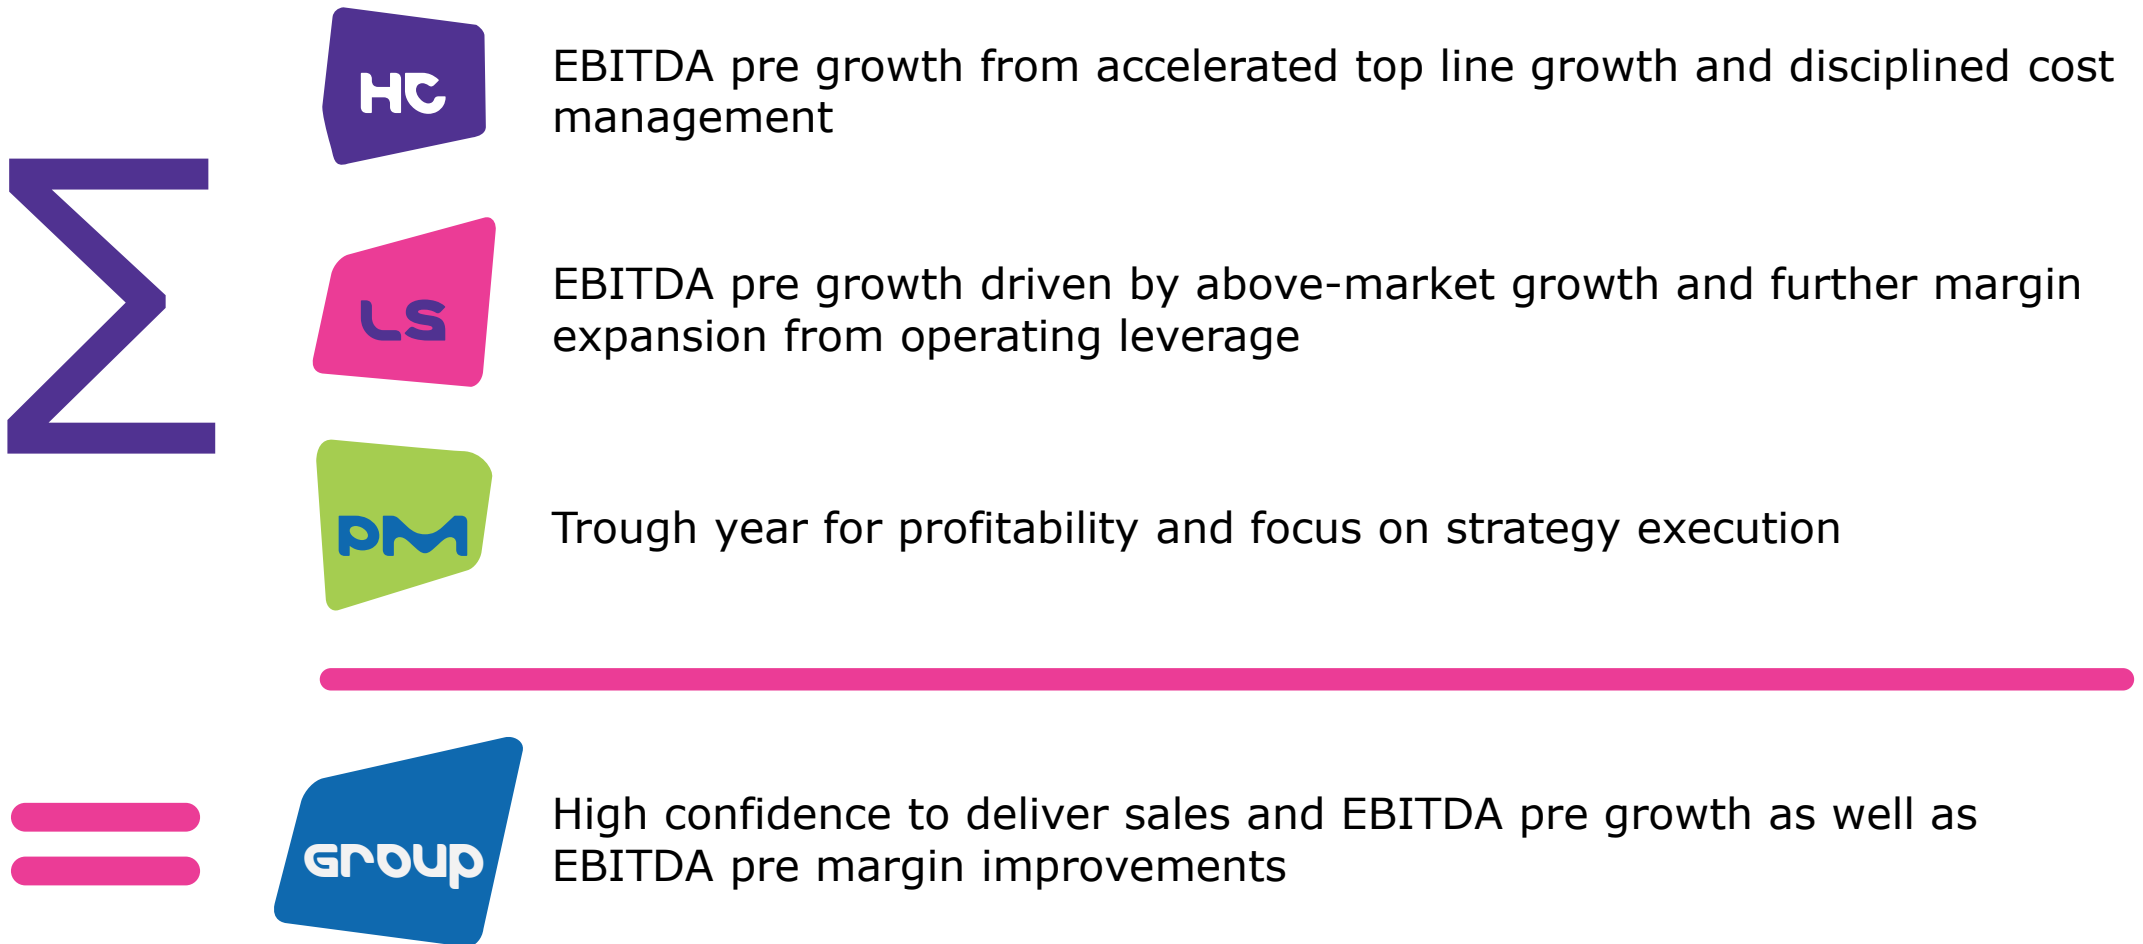 HC
EBITDA pre growth from accelerated top line growth and disciplined cost
management
Σ
LS
EBITDA pre growth driven by above-market growth and further margin
expansion from operating leverage
PM
Trough year for profitability and focus on strategy execution
=
Group
High confidence to deliver sales and EBITDA pre growth as well as
EBITDA pre margin improvements